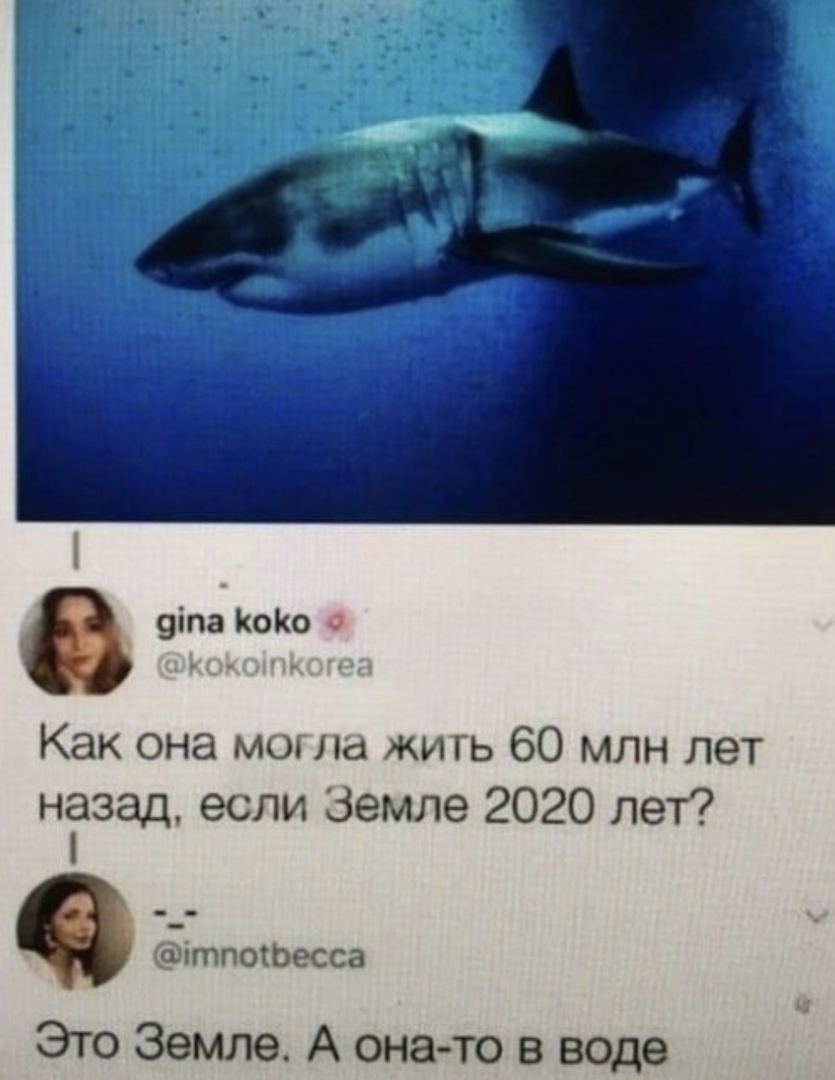 gina koko🌸
@kokoinkorea
Как она могла жить 60 млн лет
назад, если Земле 2020 лет?
-_-
@imnotbecca
Это Земле. А она-то в воде